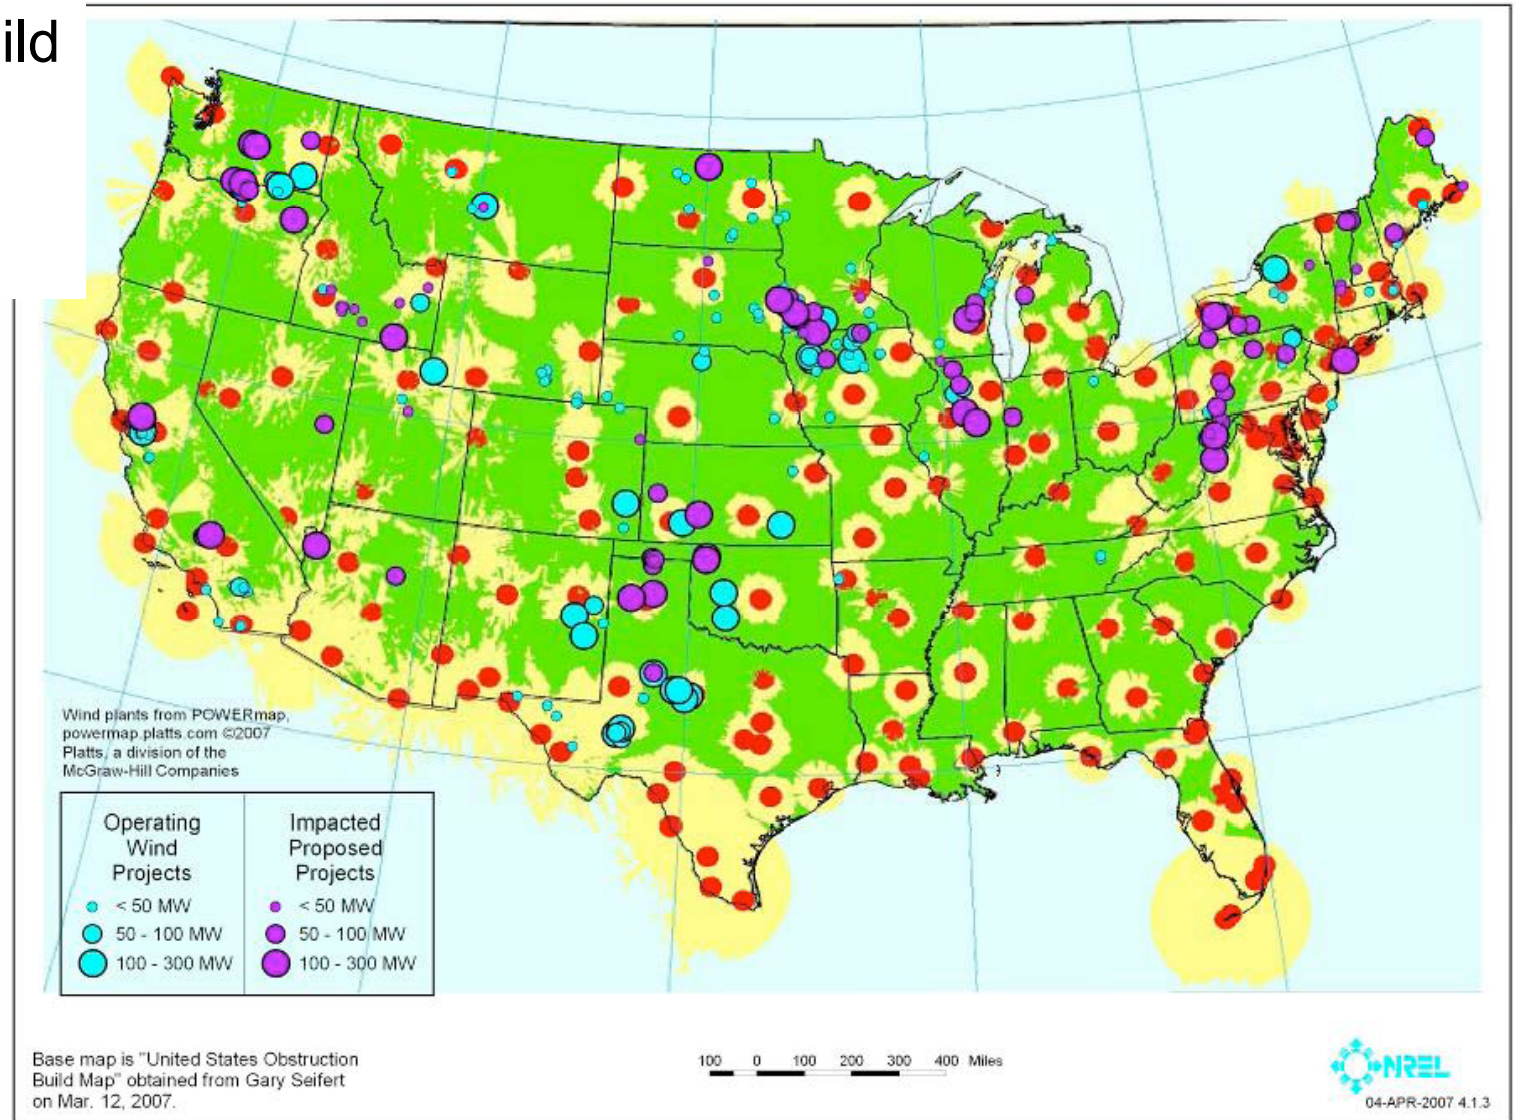 ild
Wind plants from POWERmap,
powermap.platts.com ©2007
Platts, a division of the
McGraw-Hill Companies
Operating
Wind
Projects
< 50 MW
50 - 100 MW
100 - 300 MW
Impacted
Proposed
Projects
< 50 MW
50 - 100 MW
100 - 300 MW
Base map is "United States Obstruction
Build Map" obtained from Gary Seifert
on Mar. 12, 2007.
100 0 100 200 300 400 Miles
NREL
04-APR-2007 4.1.3